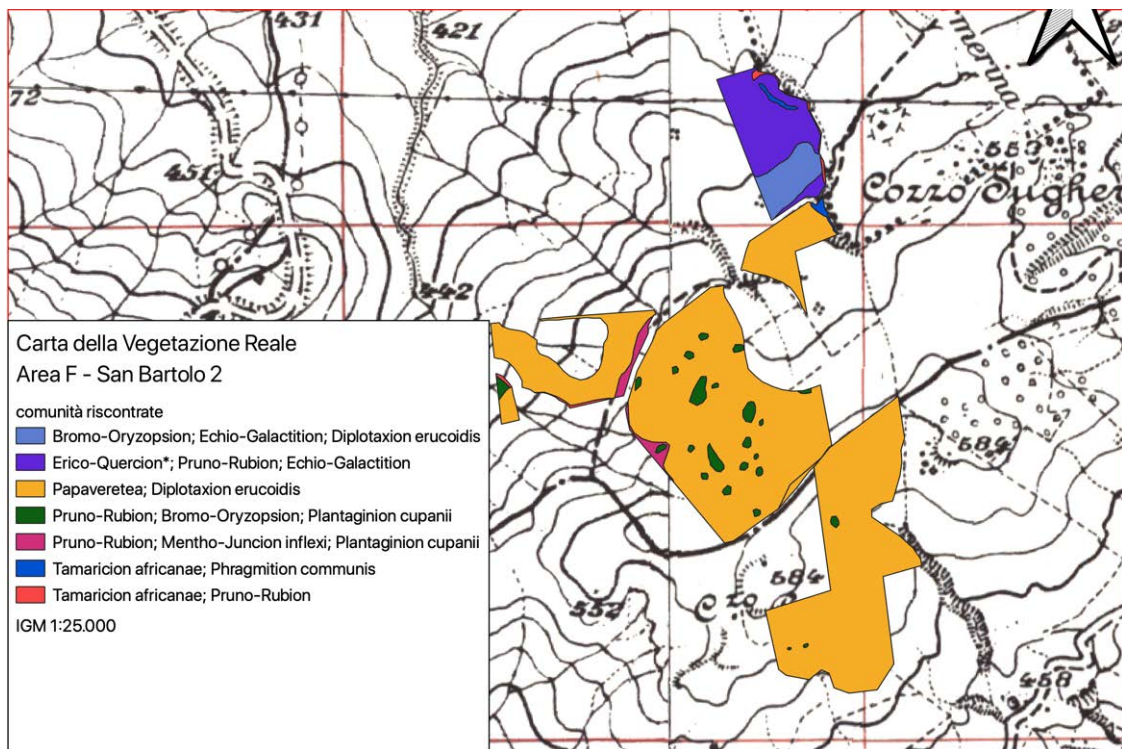 431
421
merina
72
553
451
Cozzo Sugher
442
Carta della Vegetazione Reale
Area F - San Bartolo 2
comunità riscontrate
Bromo-Oryzopsion; Echio-Galactition; Diplotaxion erucoidis
Erico-Quercion*; Pruno-Rubion; Echio-Galactition
Papaveretea; Diplotaxion erucoidis
Pruno-Rubion; Bromo-Oryzopsion; Plantaginion cupanii
Pruno-Rubion; Mentho-Juncion inflexi; Plantaginion cupanii
Tamaricion africanae; Phragmition communis
Tamaricion africanae; Pruno-Rubion
IGM 1:25.000
584
584
552
458